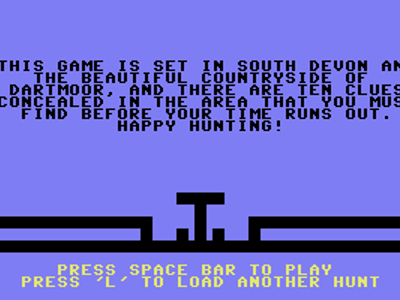 THIS GAME IS SET IN SOUTH DEVON AN
THE BEAUTIFUL COUNTRYSIDE OF
DARTMOOR, AND THERE ARE TEN CLUES
CONCEALED IN THE AREA THAT YOU MUS
FIND BEFORE YOUR TIME RUNS OUT.
HAPPY HUNTING!
PRESS SPACE BAR TO PLAY
PRESS 'L' TO LOAD ANOTHER HUNT